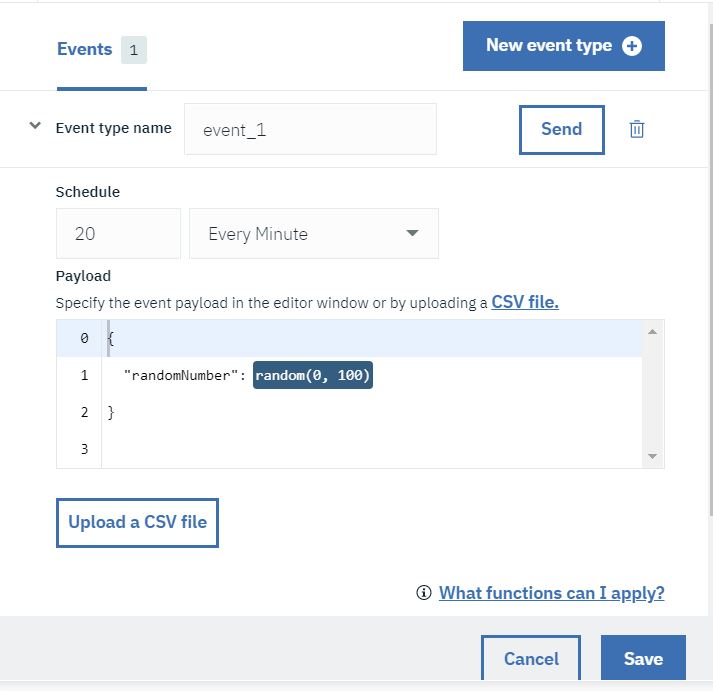 Events 1
New event type
Event type name event_1 Send
Schedule
20 Every Minute
Payload
Specify the event payload in the editor window or by uploading a CSV file.
0 {
1 "randomNumber": random(0, 100)
2 }
3
Upload a CSV file
What functions can I apply?
Cancel Save